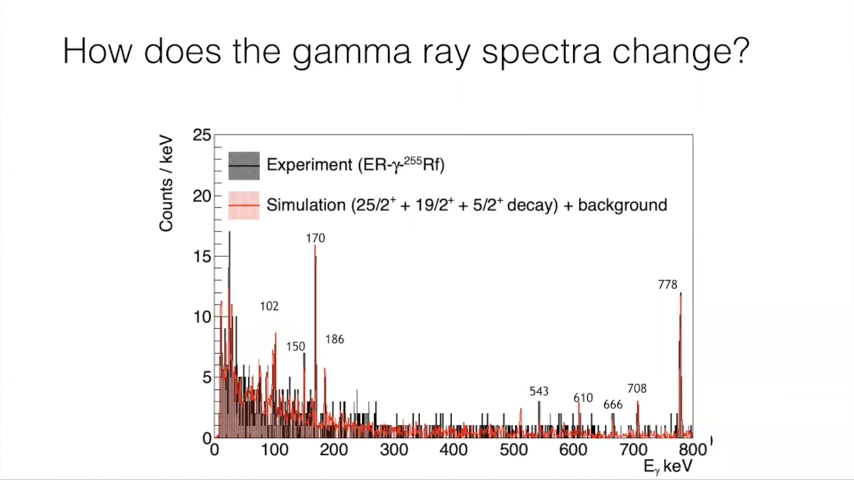 How does the gamma ray spectra change?
Counts / keV
25
20
15
10
5
0
Experiment (ER-γ-²⁵⁵Rf)
Simulation (25/2⁺ + 19/2⁺ + 5/2⁺ decay) + background
170
102
150
186
778
543
610
666
708
0 100 200 300 400 500 600 700 800
Eᵧ keV